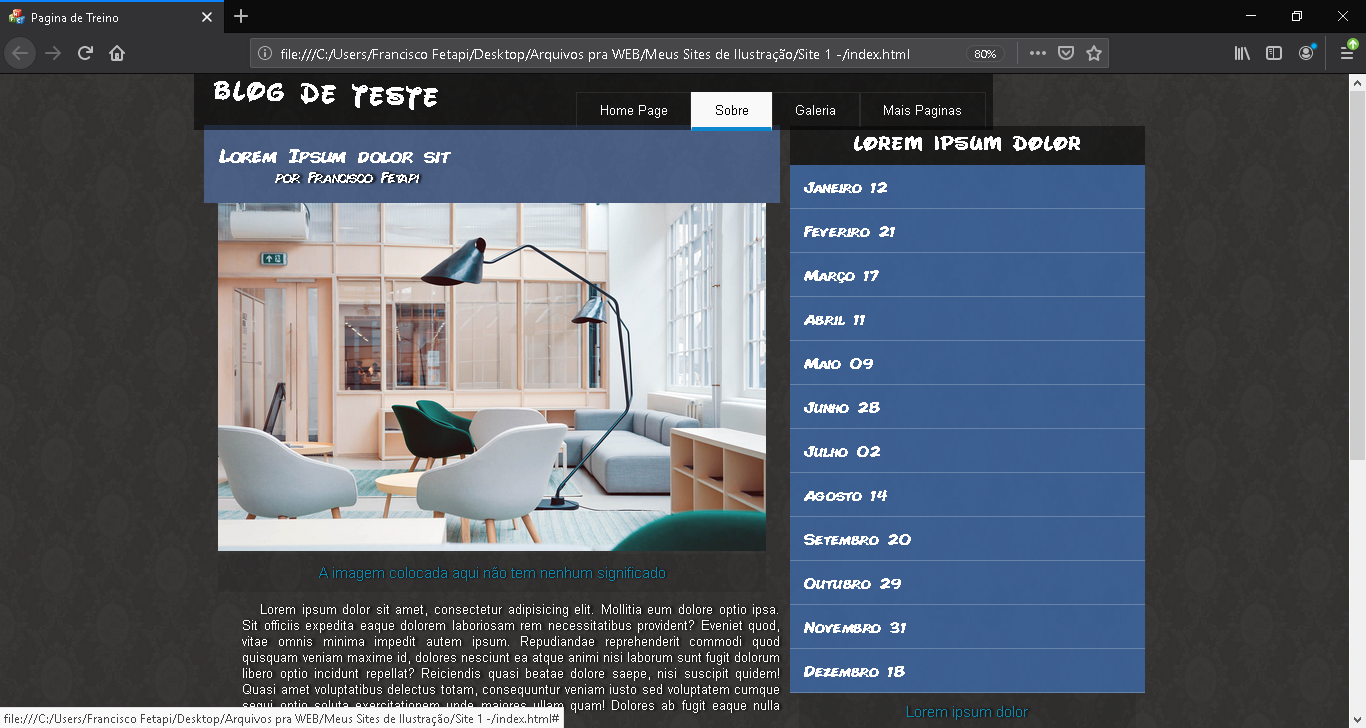 Pagina de Treino
file:///C:/Users/Francisco Fetapi/Desktop/Arquivos pra WEB/Meus Sites de Ilustração/Site 1 -/index.html
80%
BLOG DE TESTE
Home Page
Sobre
Galeria
Mais Paginas
Lorem Ipsum dolor sit
por Francisco Fetapi
A imagem colocada aqui não tem nenhum significado
Lorem ipsum dolor sit amet, consectetur adipisicing elit. Mollitia eum dolore optio ipsa.
Sit officiis expedita eaque dolorem laboriosam rem necessitatibus provident? Eveniet quod,
vitae omnis minima impedit autem ipsum. Repudiandae reprehenderit commodi quod
quisquam veniam maxime id, dolores nesciunt ea atque animi nisi laborum sunt fugit dolorum
libero optio incidunt repellat? Reiciendis quasi beatae dolore saepe, nisi suscipit quidem!
Quasi amet voluptatibus delectus totam, consequuntur veniam iusto sed voluptatem cumque
sequi optio soluta exercitationem unde maiores ullam quam! Dolores ab fugit eaque nulla
LOREM IPSUM DOLOR
Janeiro 12
Fevereiro 21
Março 17
Abril 11
Maio 09
Junho 28
Julho 02
Agosto 14
Setembro 20
Outubro 29
Novembro 31
Dezembro 18
Lorem ipsum dolor
file:///C:/Users/Francisco Fetapi/Desktop/Arquivos pra WEB/Meus Sites de Ilustração/Site 1 -/index.html#